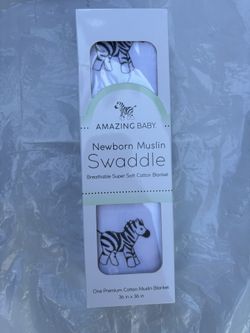 AMAZING BABY
Newborn Muslin
Swaddle
Breathable Super Soft Cotton Blanket
One Premium Cotton Muslin Blanket
36 in x 36 in